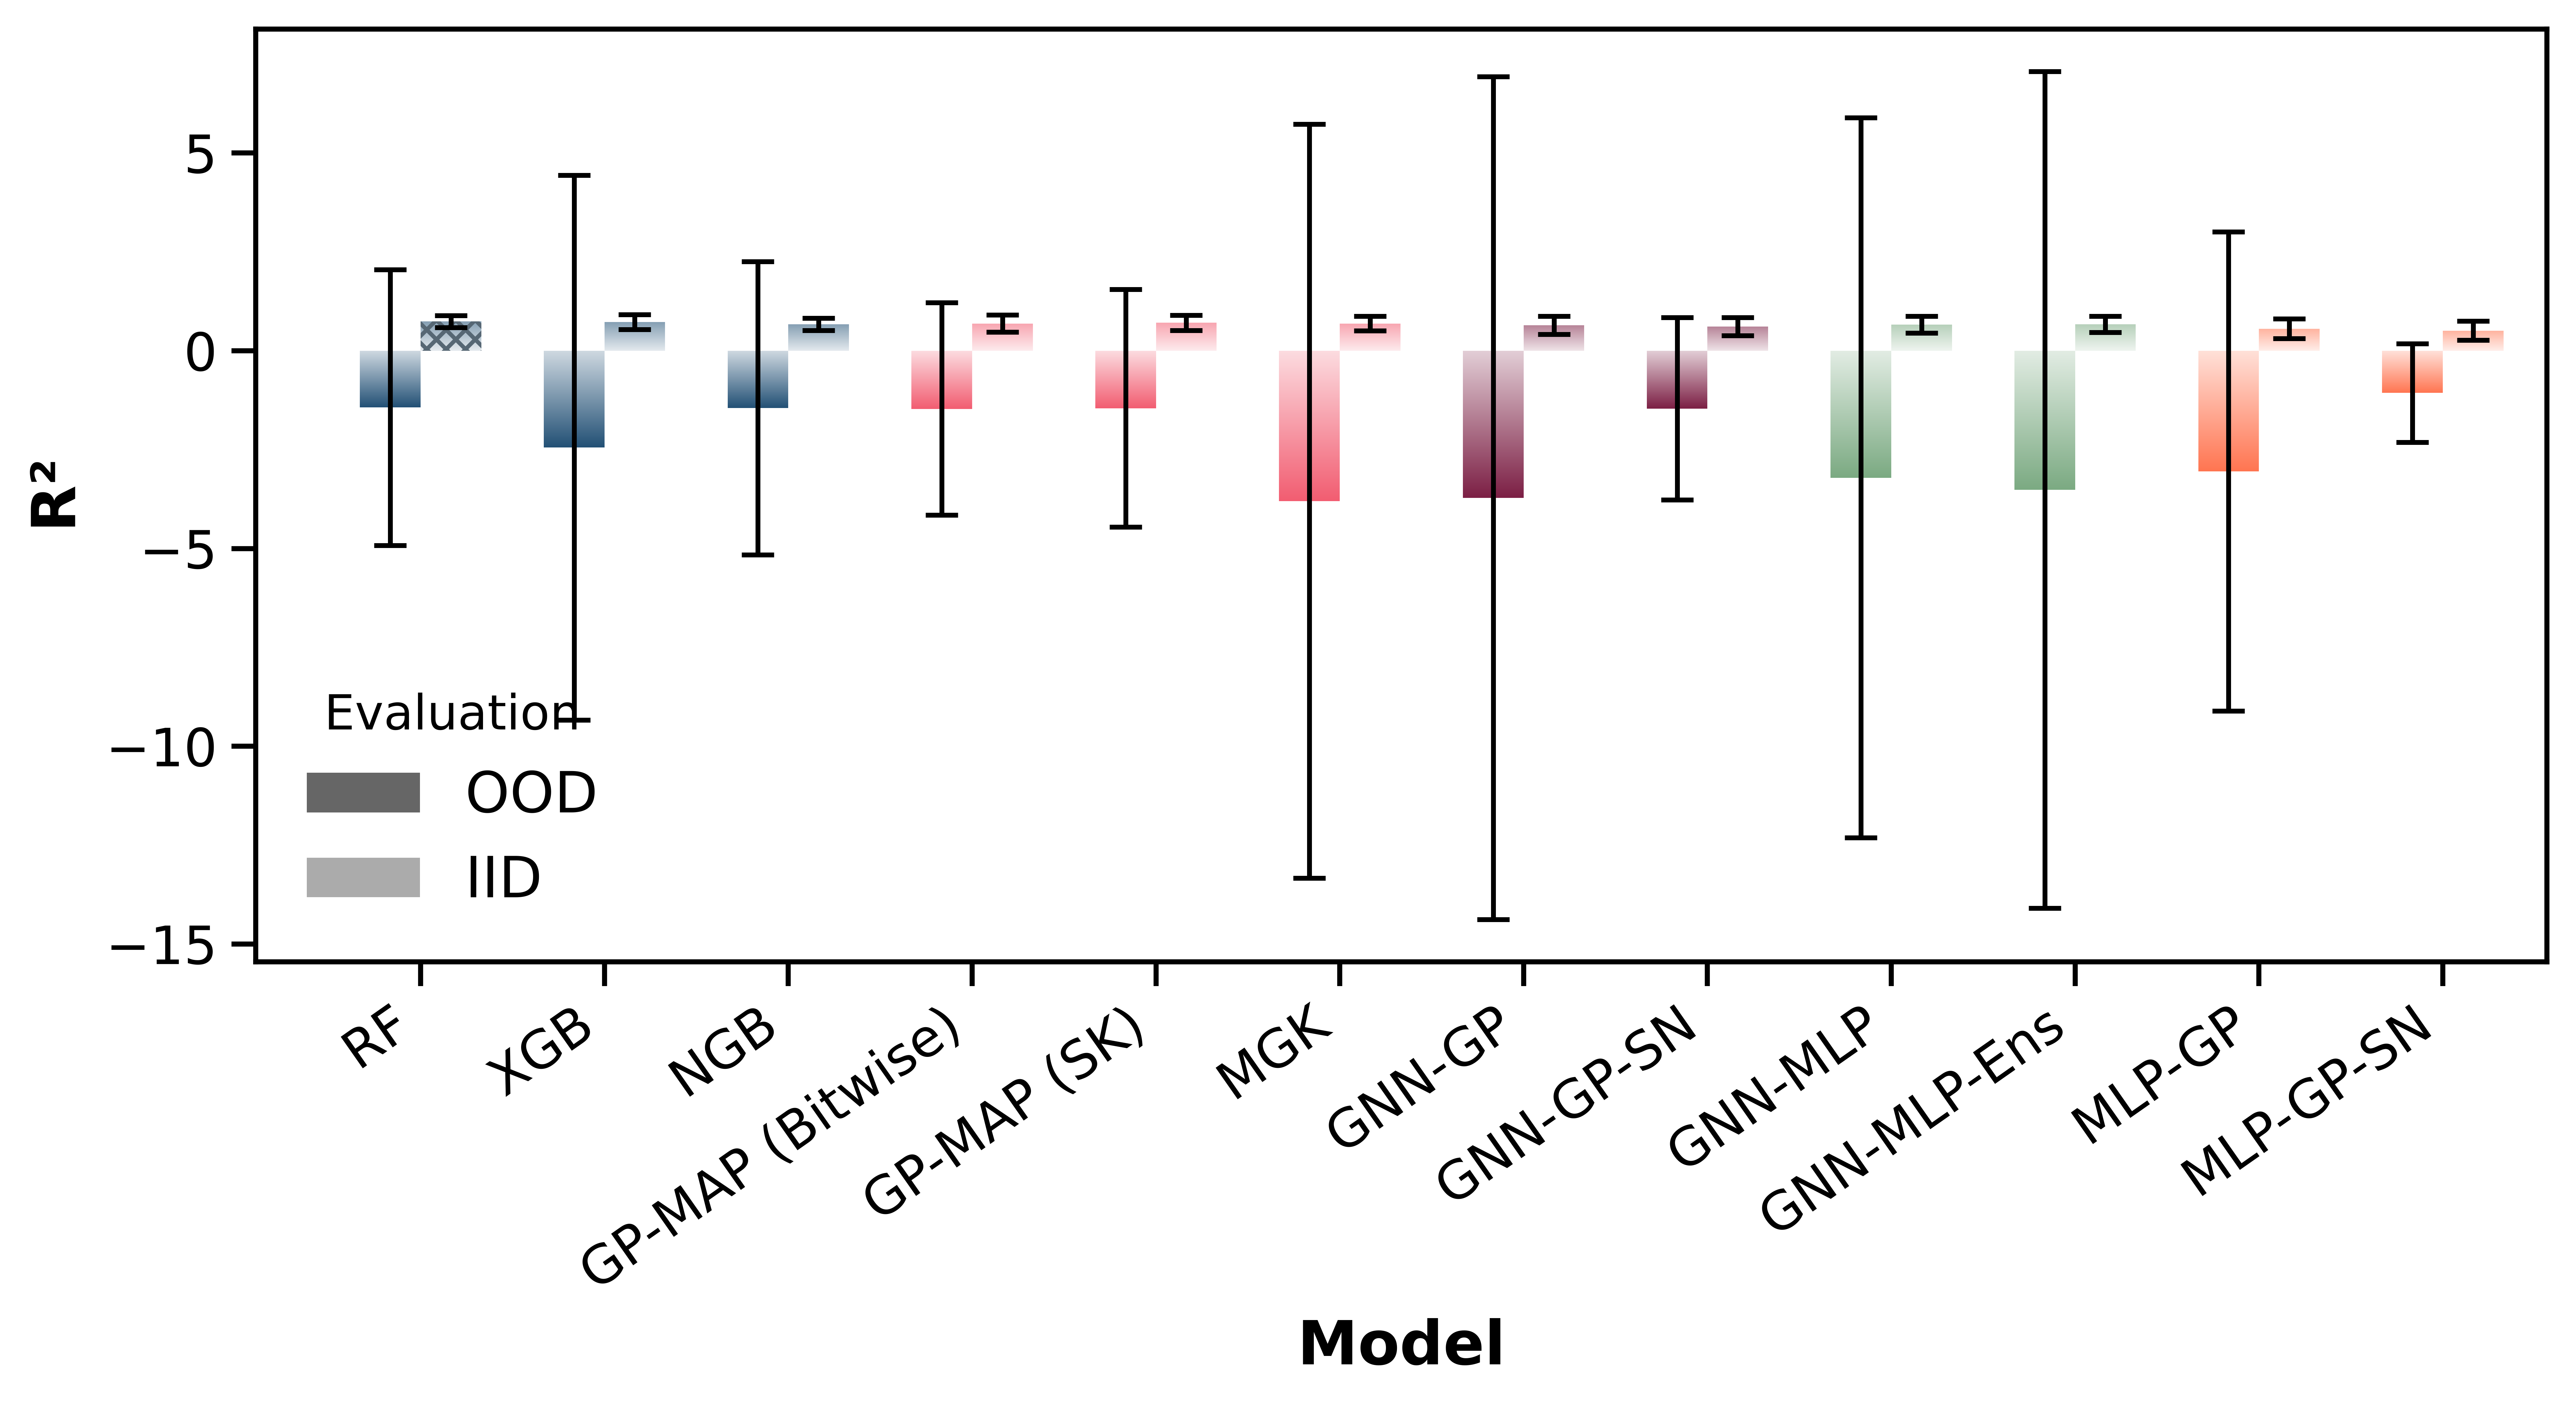 5
0
−5
−10
−15
R²
Evaluation
OOD
IID
RF
XGB
NGB
GP-MAP (Bitwise)
GP-MAP (SK)
MGK
GNN-GP
GNN-GP-SN
GNN-MLP
GNN-MLP-Ens
MLP-GP
MLP-GP-SN
Model